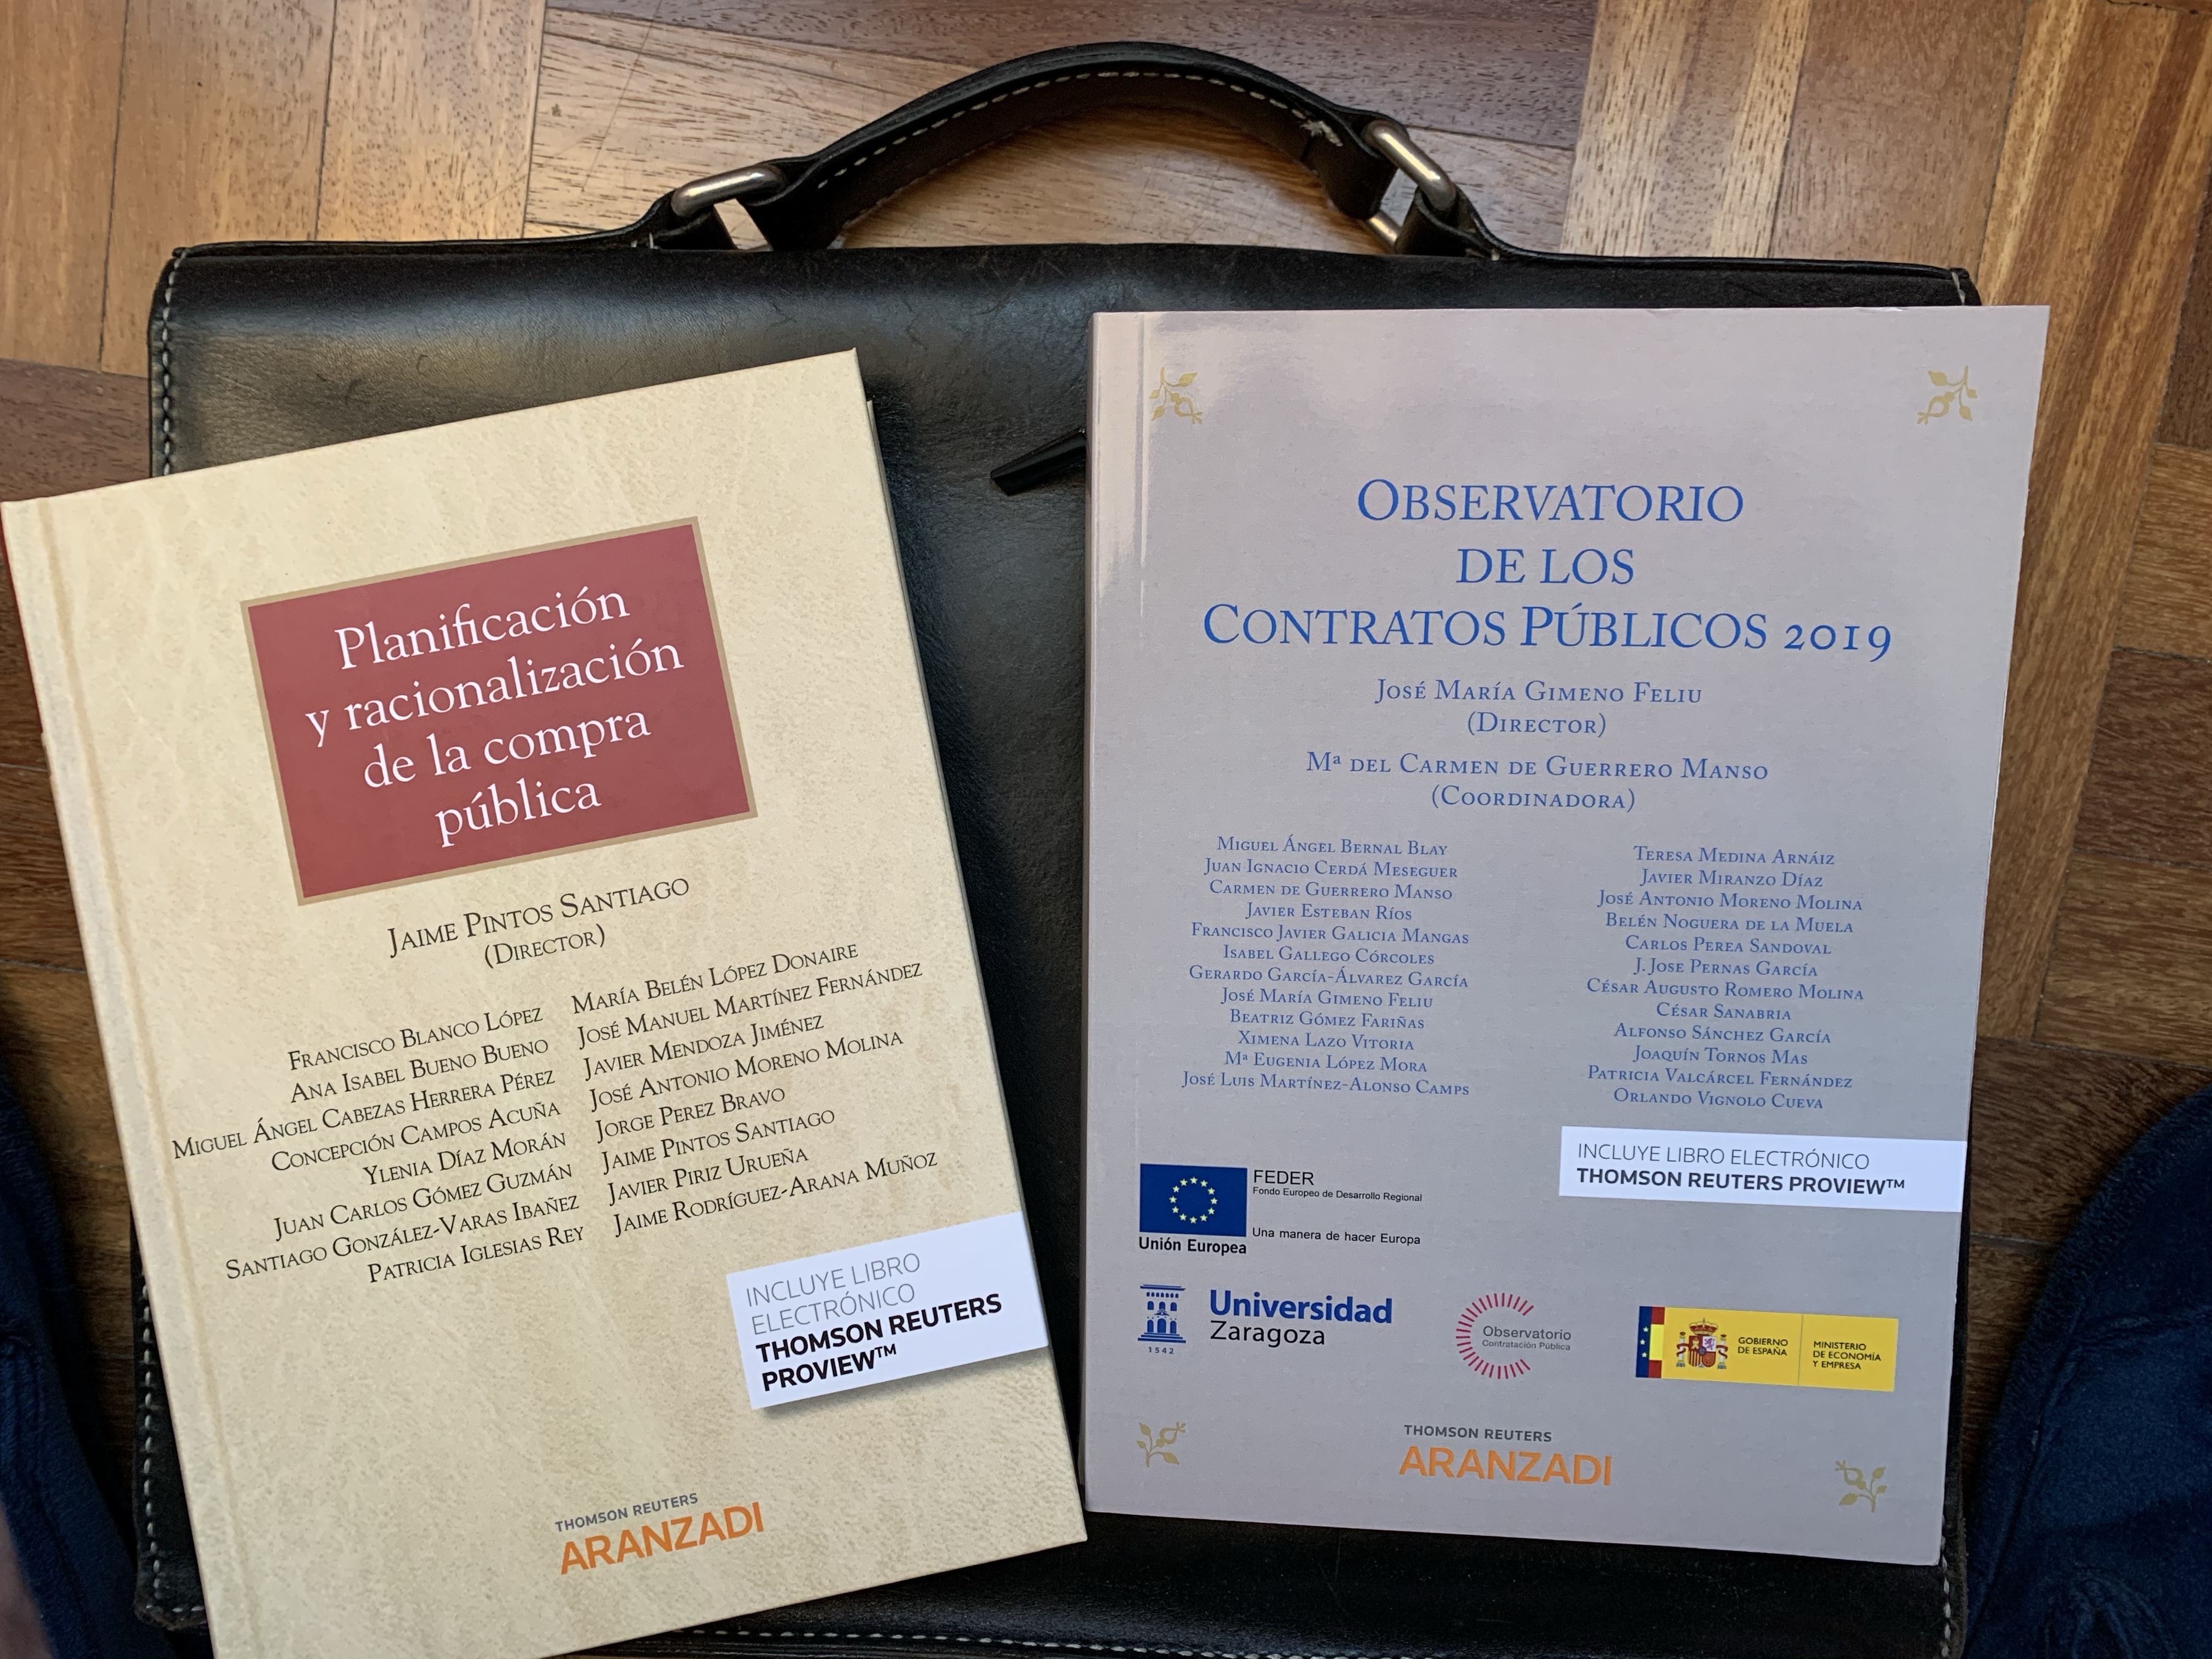 Planificación
y racionalización
de la compra
pública
JAIME PINTOS SANTIAGO
(DIRECTOR)
FRANCISCO BLANCO LÓPEZ
ANA ISABEL BUENO BUENO
MIGUEL ÁNGEL CABEZAS HERRERA PÉREZ
CONCEPCIÓN CAMPOS ACUÑA
YLENIA DÍAZ MORÁN
JUAN CARLOS GÓMEZ GUZMÁN
SANTIAGO GONZÁLEZ-VARAS IBAÑEZ
PATRICIA IGLESIAS REY
MARÍA BELÉN LÓPEZ DONAIRE
JOSÉ MANUEL MARTÍNEZ FERNÁNDEZ
JAVIER MENDOZA JIMÉNEZ
JOSÉ ANTONIO MORENO MOLINA
JORGE PEREZ BRAVO
JAIME PINTOS SANTIAGO
JAVIER PIRIZ URUEÑA
JAIME RODRÍGUEZ-ARANA MUÑOZ
INCLUYE LIBRO
ELECTRÓNICO
THOMSON REUTERS
PROVIEW™
THOMSON REUTERS
ARANZADI
OBSERVATORIO
DE LOS
CONTRATOS PÚBLICOS 2019
JOSÉ MARÍA GIMENO FELIU
(DIRECTOR)
Mª DEL CARMEN DE GUERRERO MANSO
(COORDINADORA)
MIGUEL ÁNGEL BERNAL BLAY
JUAN IGNACIO CERDÁ MESEGUER
CARMEN DE GUERRERO MANSO
JAVIER ESTEBAN RÍOS
FRANCISCO JAVIER GALICIA MANGAS
ISABEL GALLEGO CÓRCOLES
GERARDO GARCÍA-ÁLVAREZ GARCÍA
JOSÉ MARÍA GIMENO FELIU
BEATRIZ GÓMEZ FARIÑAS
XIMENA LAZO VITORIA
Mª EUGENIA LÓPEZ MORA
JOSÉ LUIS MARTÍNEZ-ALONSO CAMPS
TERESA MEDINA ARNÁIZ
JAVIER MIRANZO DÍAZ
JOSÉ ANTONIO MORENO MOLINA
BELÉN NOGUERA DE LA MUELA
CARLOS PEREA SANDOVAL
J. JOSE PERNAS GARCÍA
CÉSAR AUGUSTO ROMERO MOLINA
CÉSAR SANABRIA
ALFONSO SÁNCHEZ GARCÍA
JOAQUÍN TORNOS MAS
PATRICIA VALCÁRCEL FERNÁNDEZ
ORLANDO VIGNOLO CUEVA
INCLUYE LIBRO ELECTRÓNICO
THOMSON REUTERS PROVIEW™
FEDER
Fondo Europeo de Desarrollo Regional
Una manera de hacer Europa
Unión Europea
Universidad
Zaragoza
1542
Observatorio
Contratación Pública
GOBIERNO
DE ESPAÑA
MINISTERIO
DE ECONOMÍA
Y EMPRESA
THOMSON REUTERS
ARANZADI